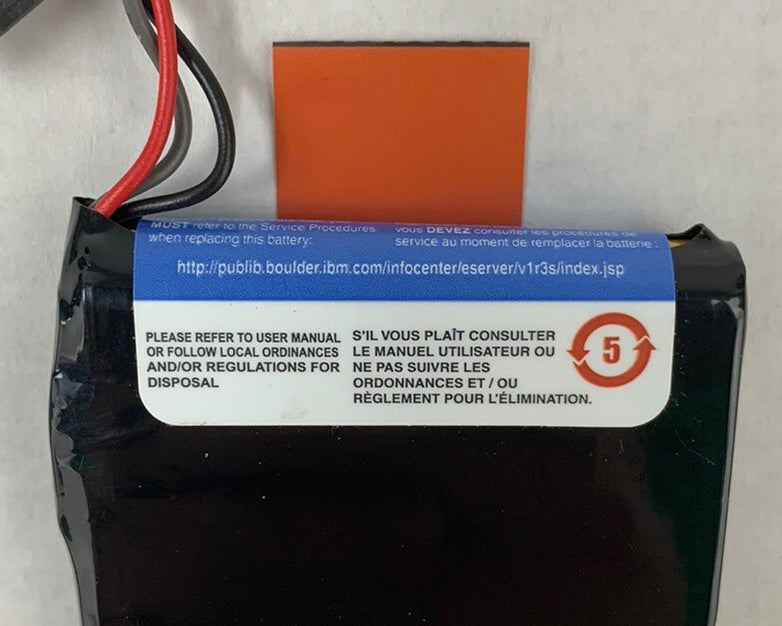 MUST refer to the Service Procedures
when replacing this battery:
vous DEVEZ consulter les procédures de
service au moment de remplacer la batterie :
http://publib.boulder.ibm.com/infocenter/eserver/v1r3s/index.jsp
PLEASE REFER TO USER MANUAL
OR FOLLOW LOCAL ORDINANCES
AND/OR REGULATIONS FOR
DISPOSAL
S'IL VOUS PLAÎT CONSULTER
LE MANUEL UTILISATEUR OU
NE PAS SUIVRE LES
ORDONNANCES ET / OU
RÈGLEMENT POUR L'ÉLIMINATION.
5